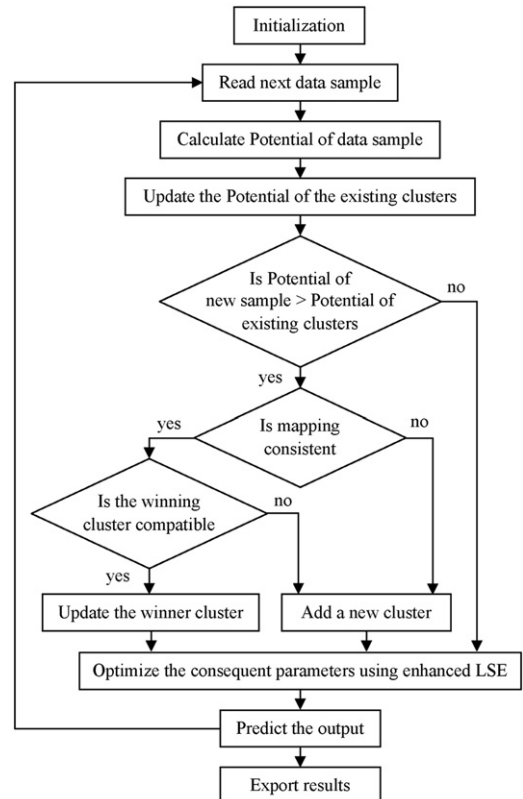 Initialization
Read next data sample
Calculate Potential of data sample
Update the Potential of the existing clusters
Is Potential of
new sample > Potential of
existing clusters
no
yes
Is mapping
consistent
yes
no
Is the winning
cluster compatible
no
yes
Update the winner cluster
Add a new cluster
Optimize the consequent parameters using enhanced LSE
Predict the output
Export results